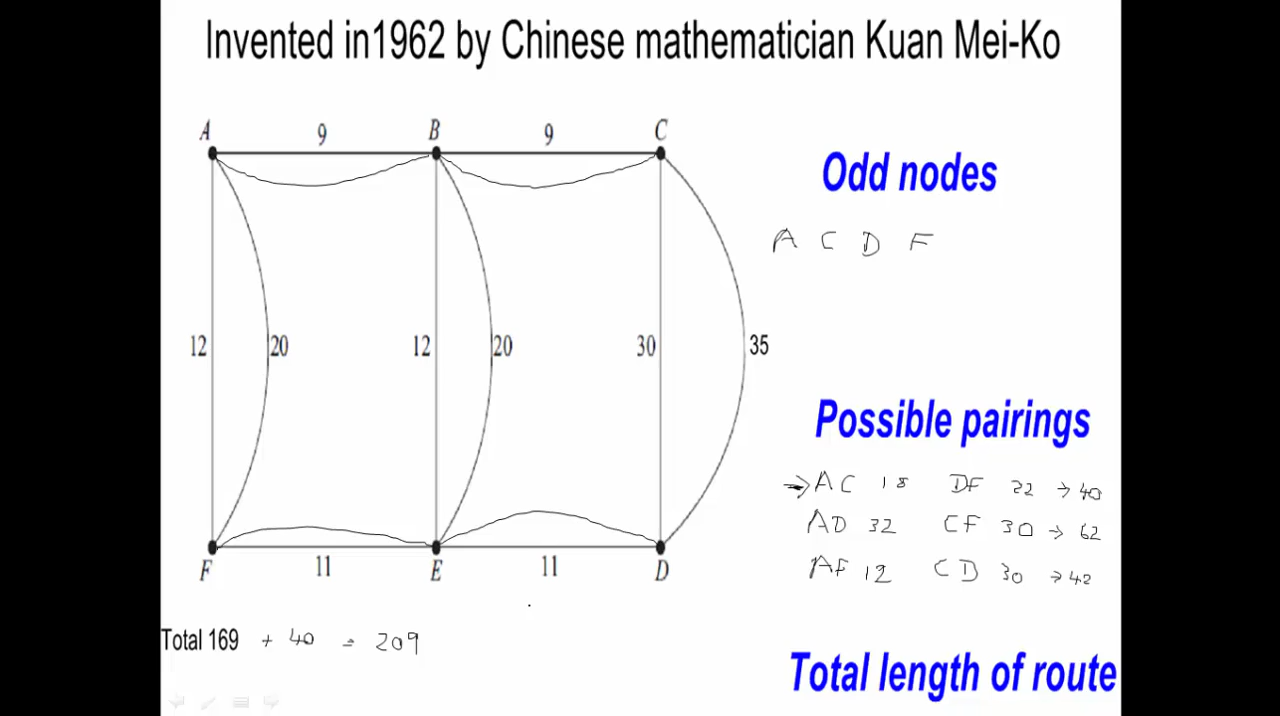 Invented in1962 by Chinese mathematician Kuan Mei-Ko
A 9 B 9 C
Odd nodes
A C D F
12 20 12 20 30 35
Possible pairings
→ AC 18 DF 22 → 40
AD 32 CF 30 → 62
AF 12 CD 30 → 42
F 11 E 11 D
Total 169 + 40 = 209
Total length of route